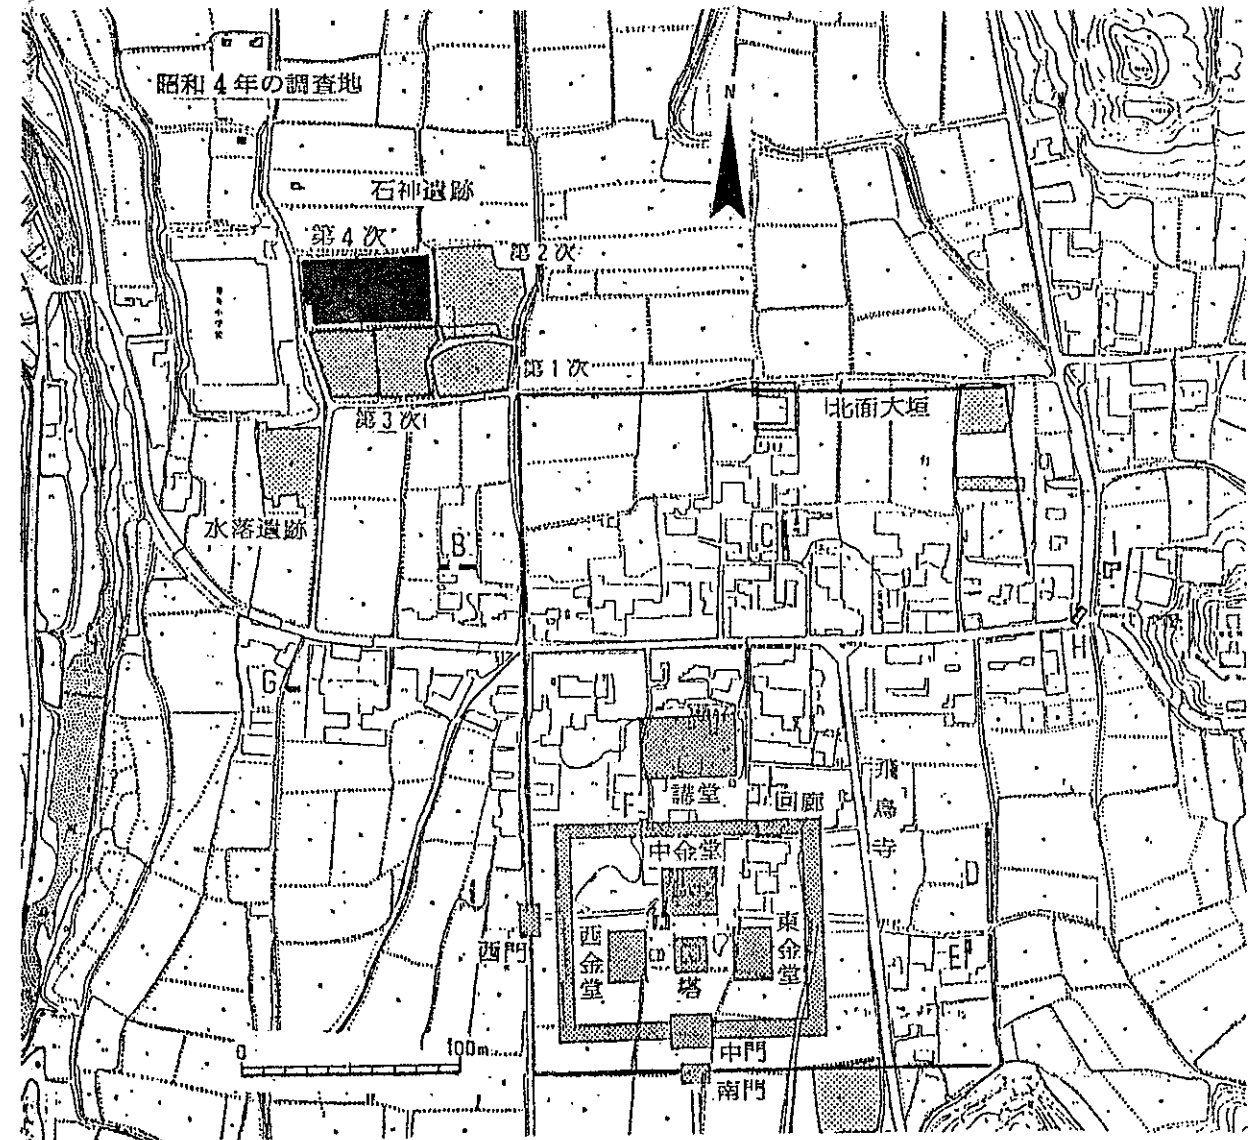 昭和4年の調査地
N
石神遺跡
第4次
第2次
第1次
第3次
北面大垣
水落遺跡
B
C
G
H
講堂
回廊
飛鳥寺
F
中金堂
D
西門
西金堂
塔
東金堂
E
0
100m
中門
南門